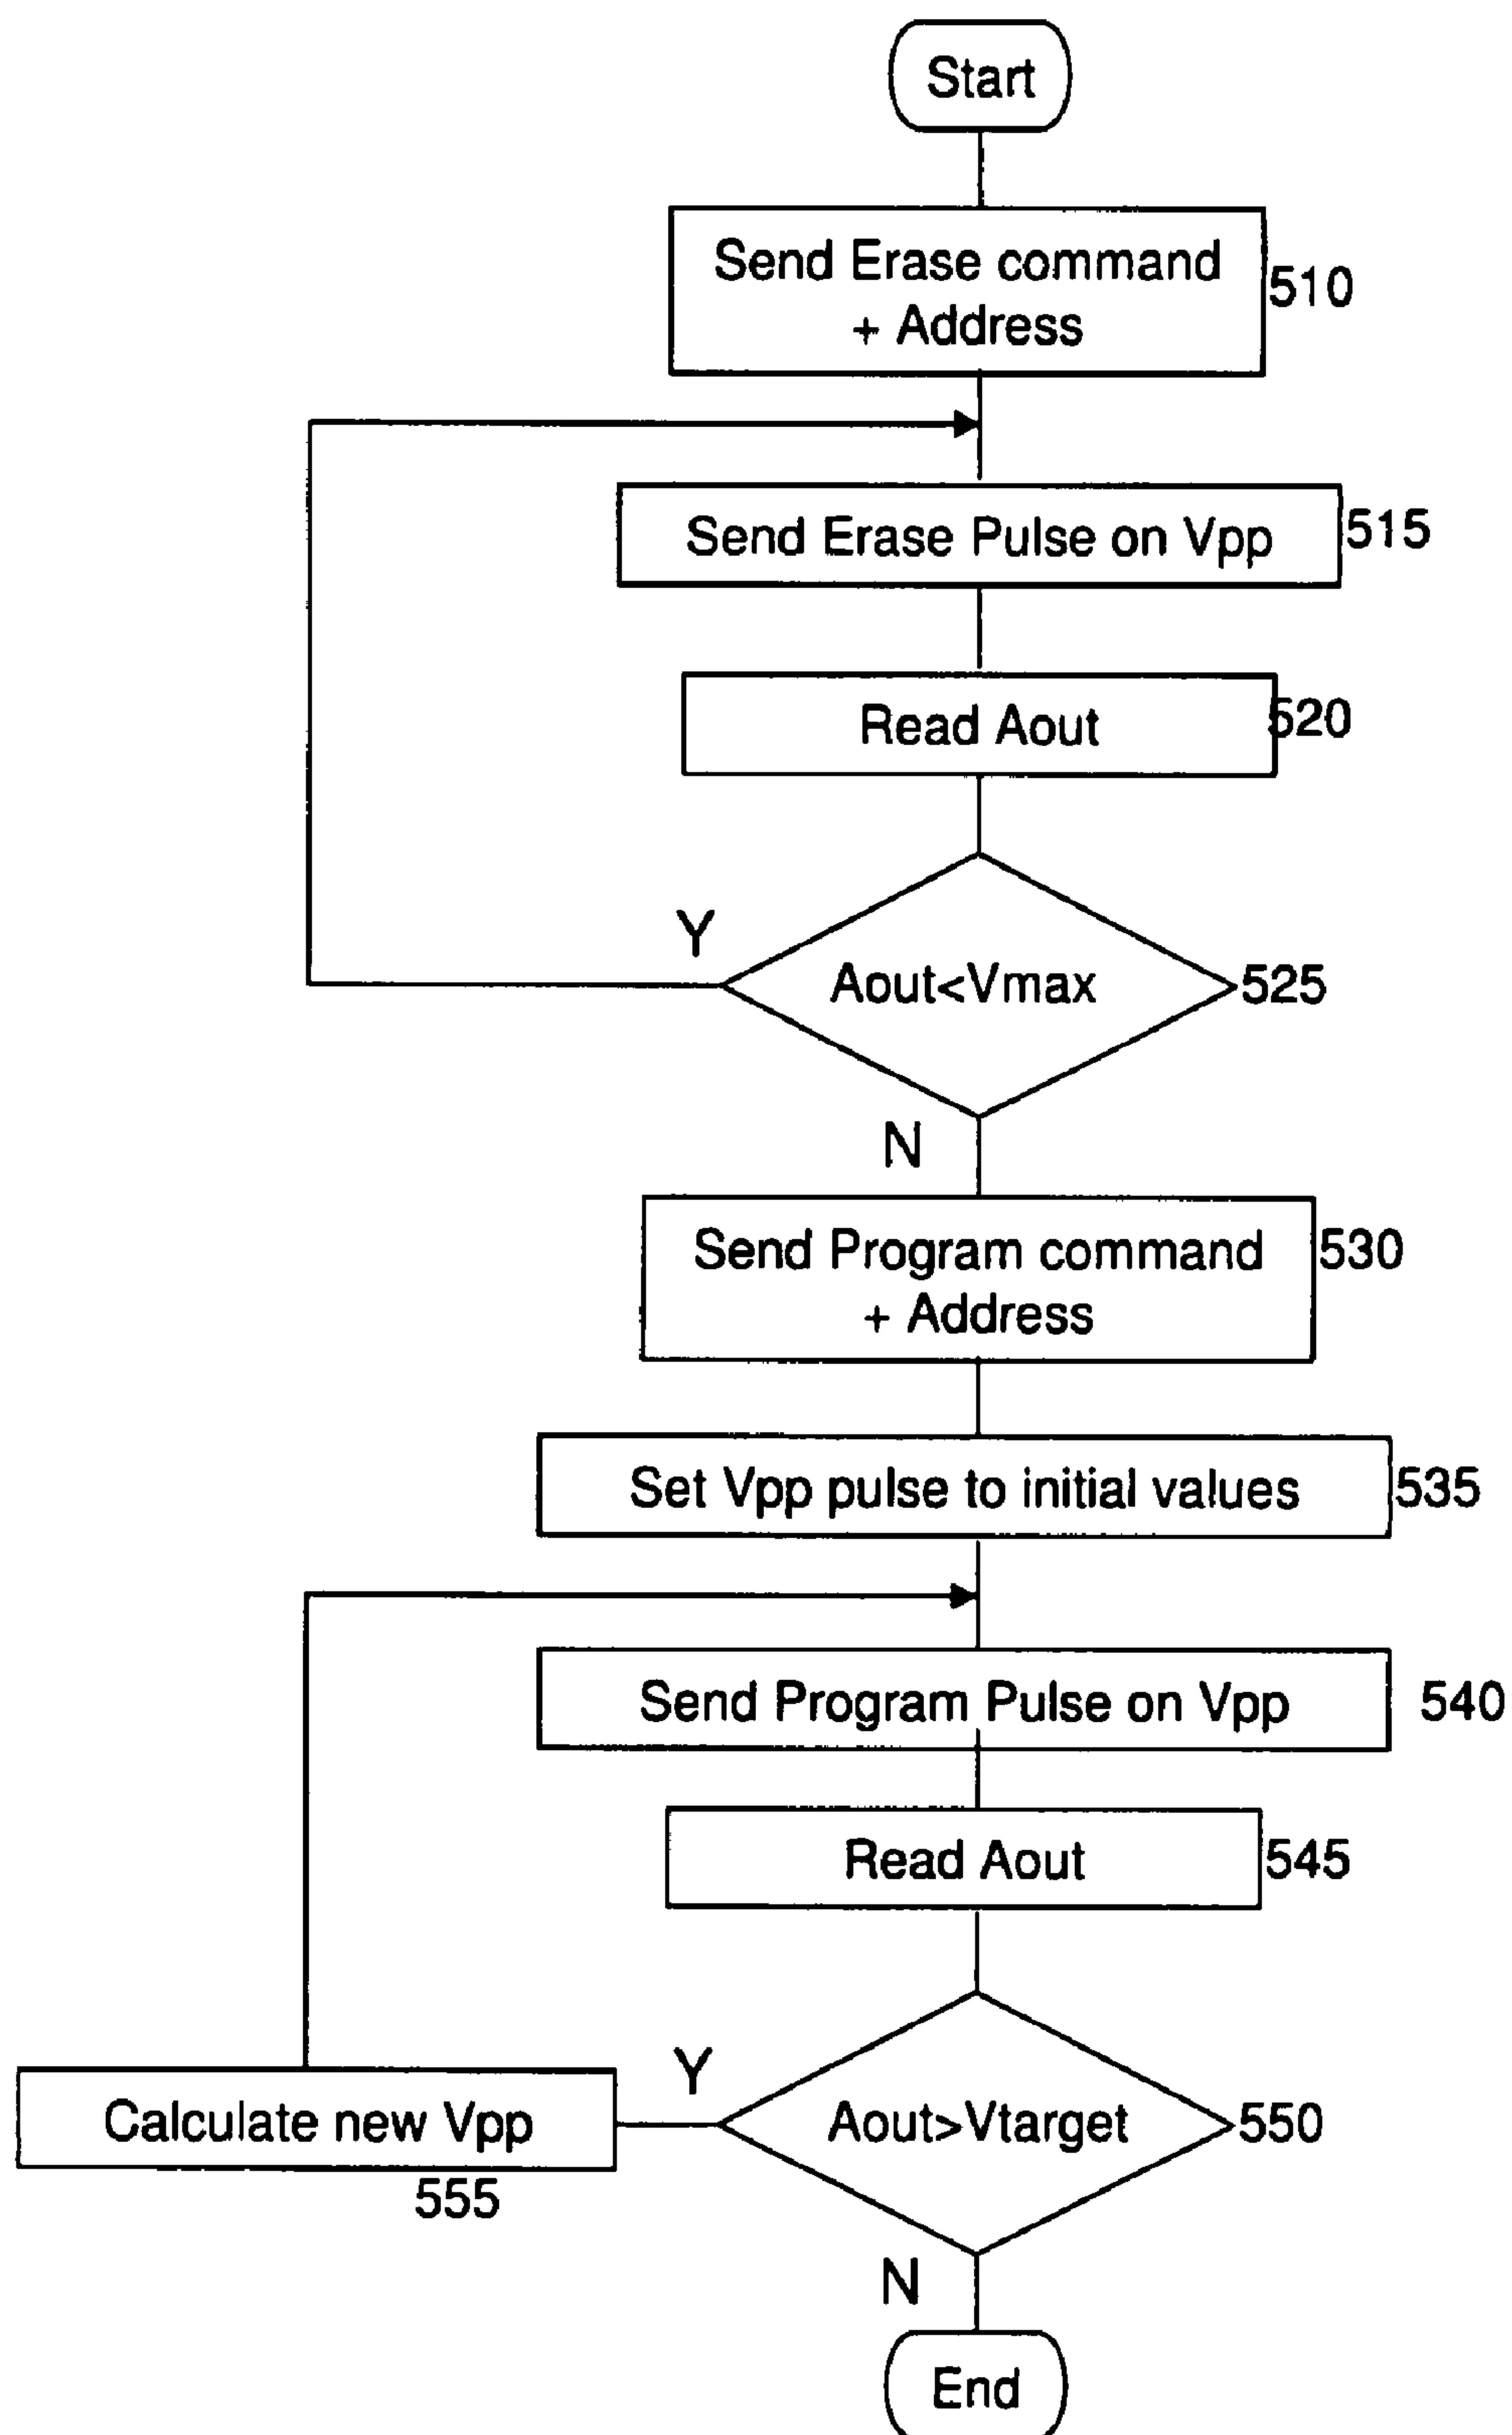 Start
Send Erase command
+ Address
510
Send Erase Pulse on Vpp
515
Read Aout
520
Y
Aout<Vmax
525
N
Send Program command
+ Address
530
Set Vpp pulse to initial values
535
Send Program Pulse on Vpp
540
Read Aout
545
Y
Aout>Vtarget
550
Calculate new Vpp
555
N
End